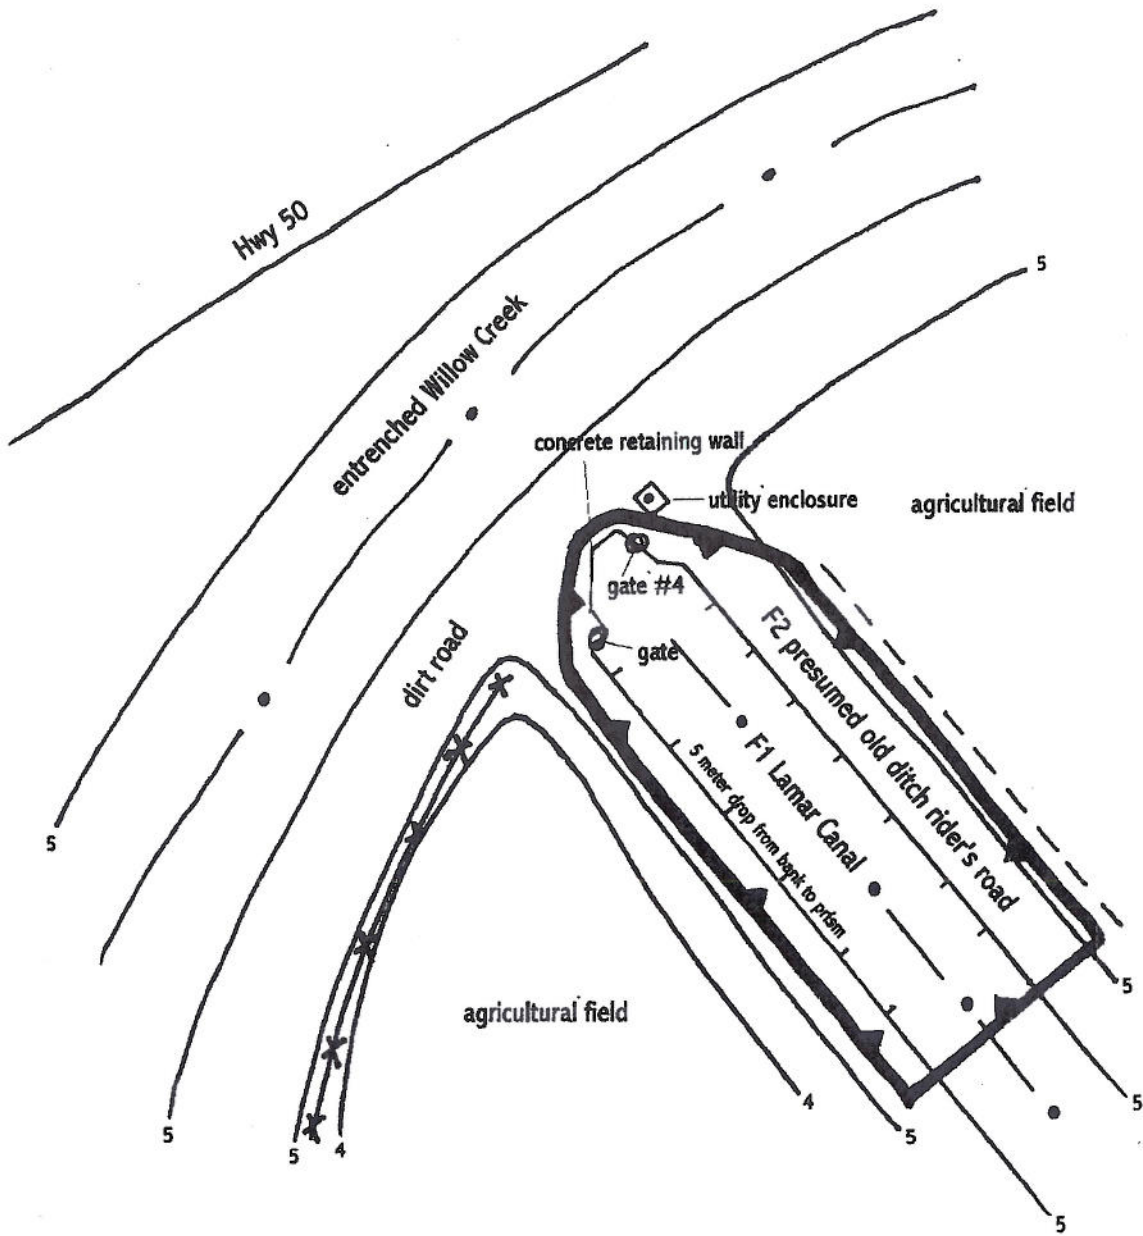 Hwy 50
5
entrenched Willow Creek
concrete retaining wall
utility enclosure
agricultural field
gate #4
F2 presumed old ditch rider's road
dirt road
gate
F1 Lamar Canal
5 meter drop from bank to prism
5
agricultural field
5
4
5
5
5
5
4
5